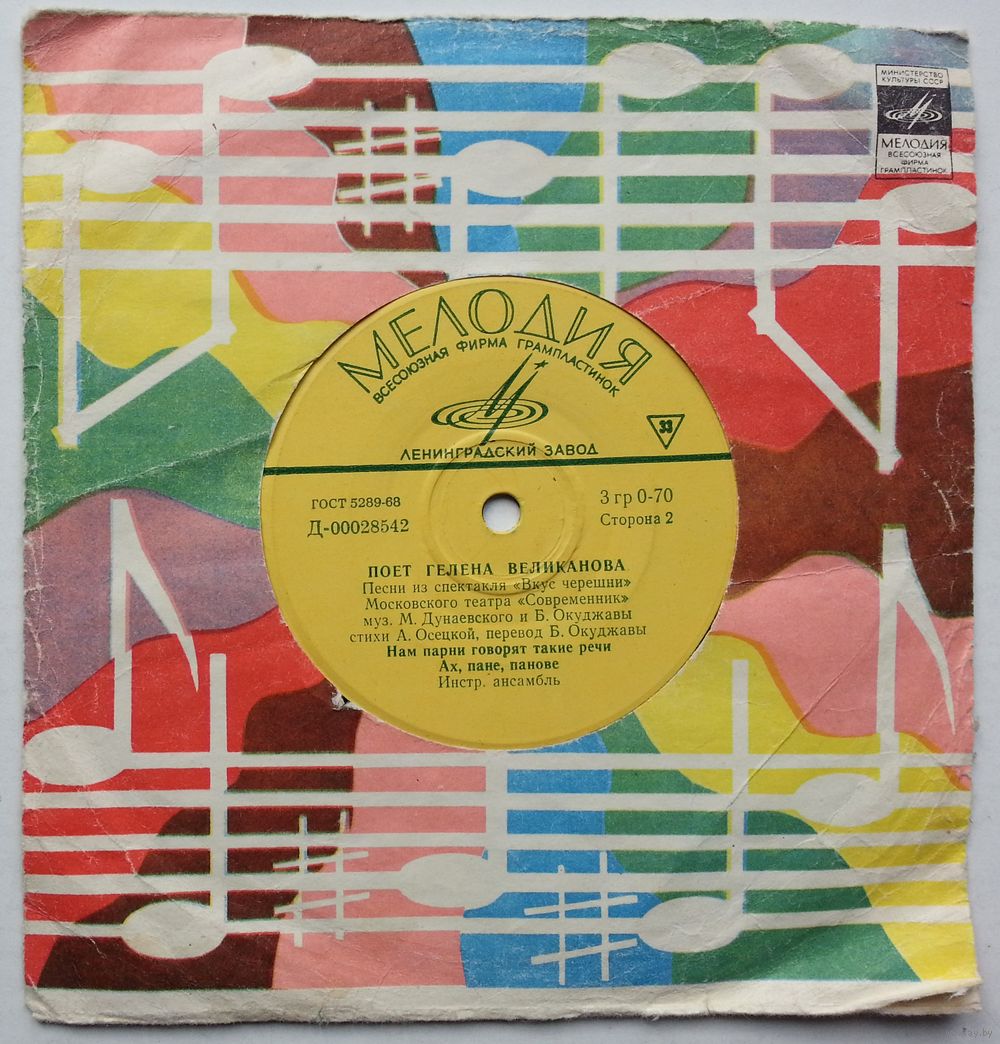 МИНИСТЕРСТВО
КУЛЬТУРЫ СССР
МЕЛОДИЯ
ВСЕСОЮЗНАЯ
ФИРМА
ГРАМПЛАСТИНОК
МЕЛОДИЯ
ВСЕСОЮЗНАЯ ФИРМА ГРАМПЛАСТИНОК
33
ЛЕНИНГРАДСКИЙ ЗАВОД
ГОСТ 5289-68
3 гр 0-70
Д-00028542
Сторона 2
ПОЕТ ГЕЛЕНА ВЕЛИКАНОВА
Песни из спектакля «Вкус черешни»
Московского театра «Современник»
муз. М. Дунаевского и Б. Окуджавы
стихи А. Осецкой, перевод Б. Окуджавы
Нам парни говорят такие речи
Ах, пане, панове
Инстр. ансамбль